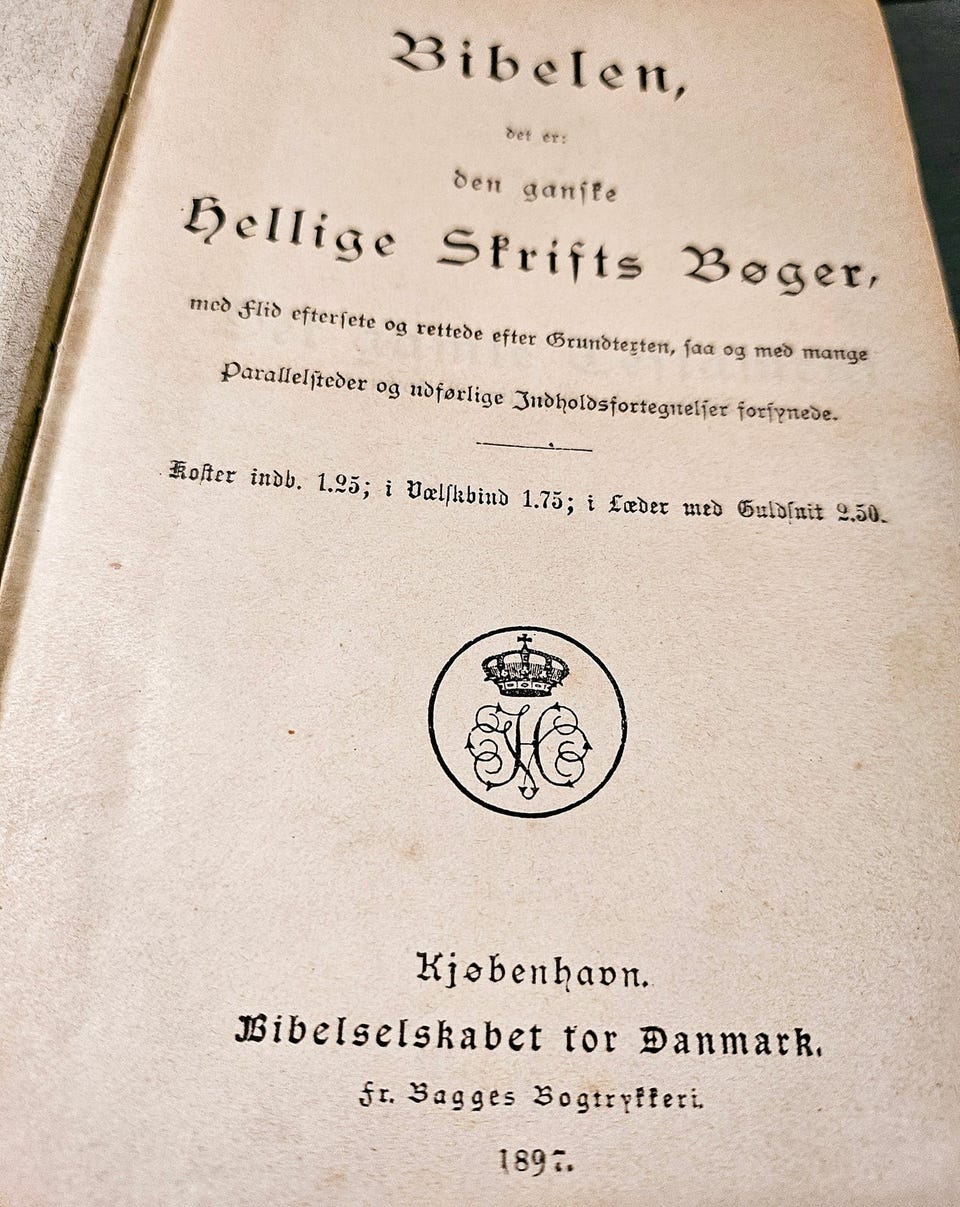 Bibelen,
det er:
den ganske
Hellige Skrifts Bøger,
med Flid eftersete og rettede efter Grundtexten, saa og med mange
Parallelsteder og udførlige Indholdsfortegnelser forsynede.
Koster indb. 1.25; i Vælskbind 1.75; i Læder med Guldsnit 2.50.
Kjøbenhavn.
Bibelselskabet for Danmark.
Fr. Bagges Bogtrykkeri.
1897.